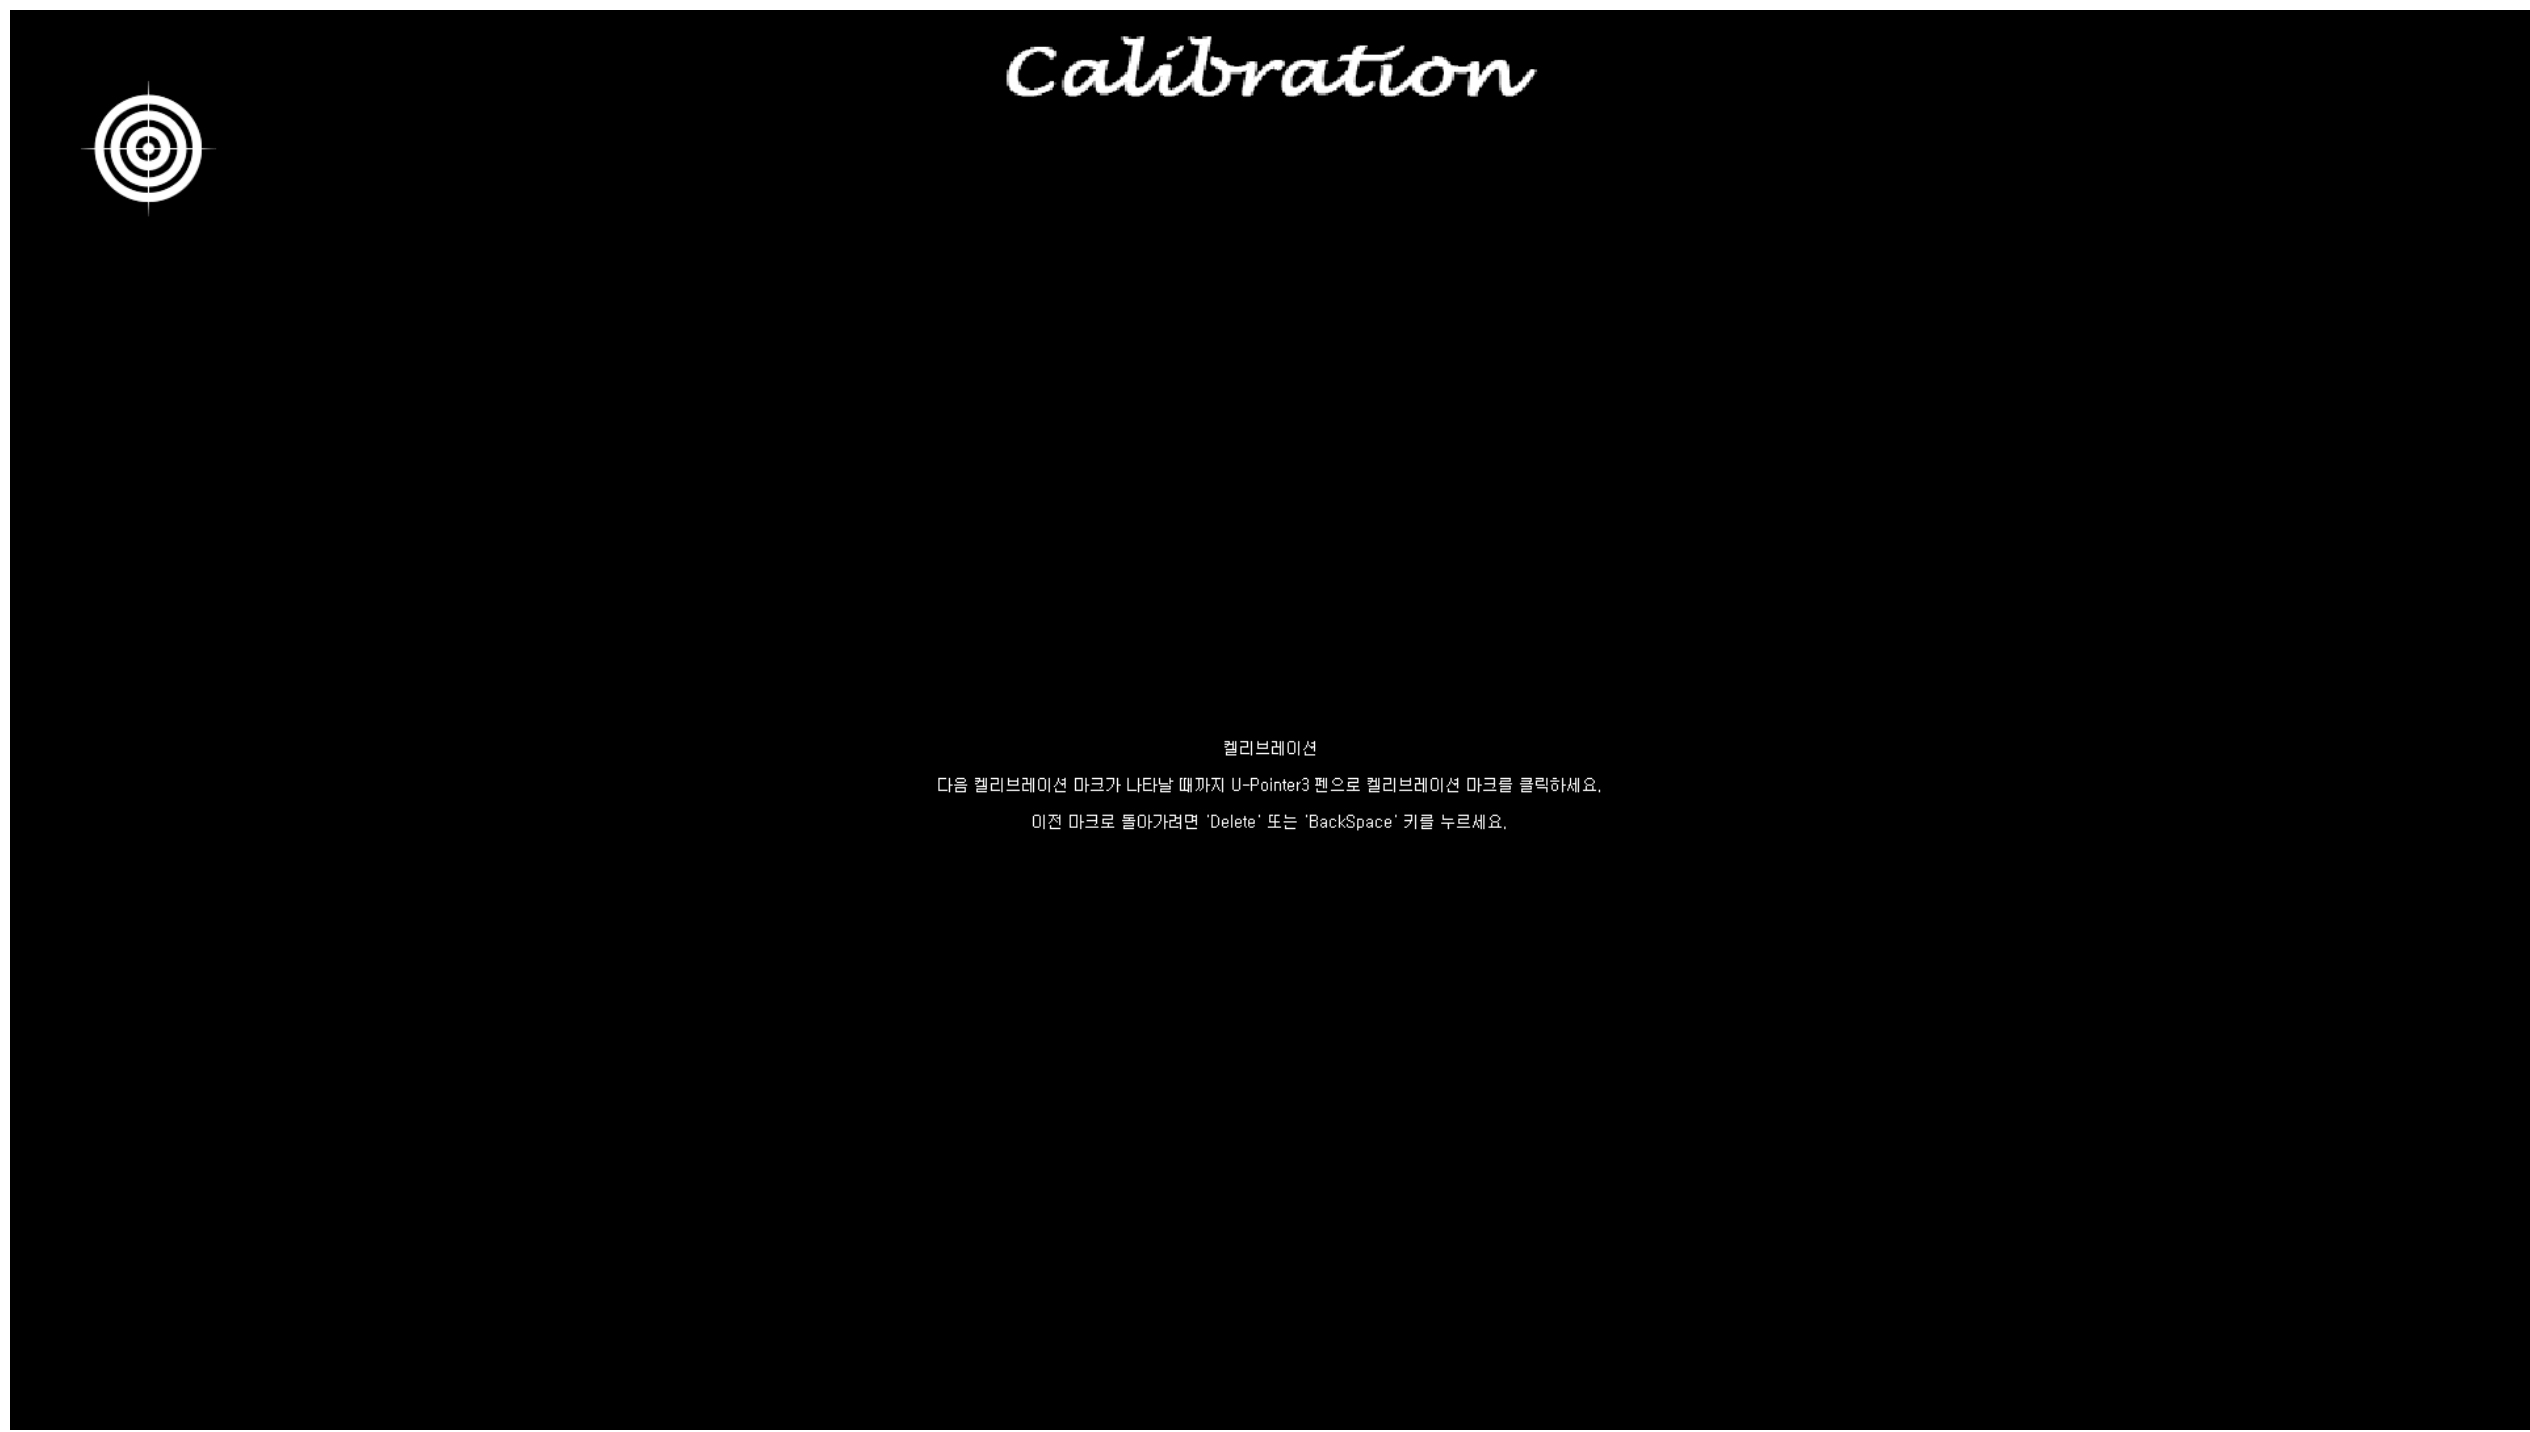 Calibration
켈리브레이션
다음 켈리브레이션 마크가 나타날 때까지 U-Pointer3 펜으로 켈리브레이션 마크를 클릭하세요.
이전 마크로 돌아가려면 'Delete' 또는 'BackSpace' 키를 누르세요.